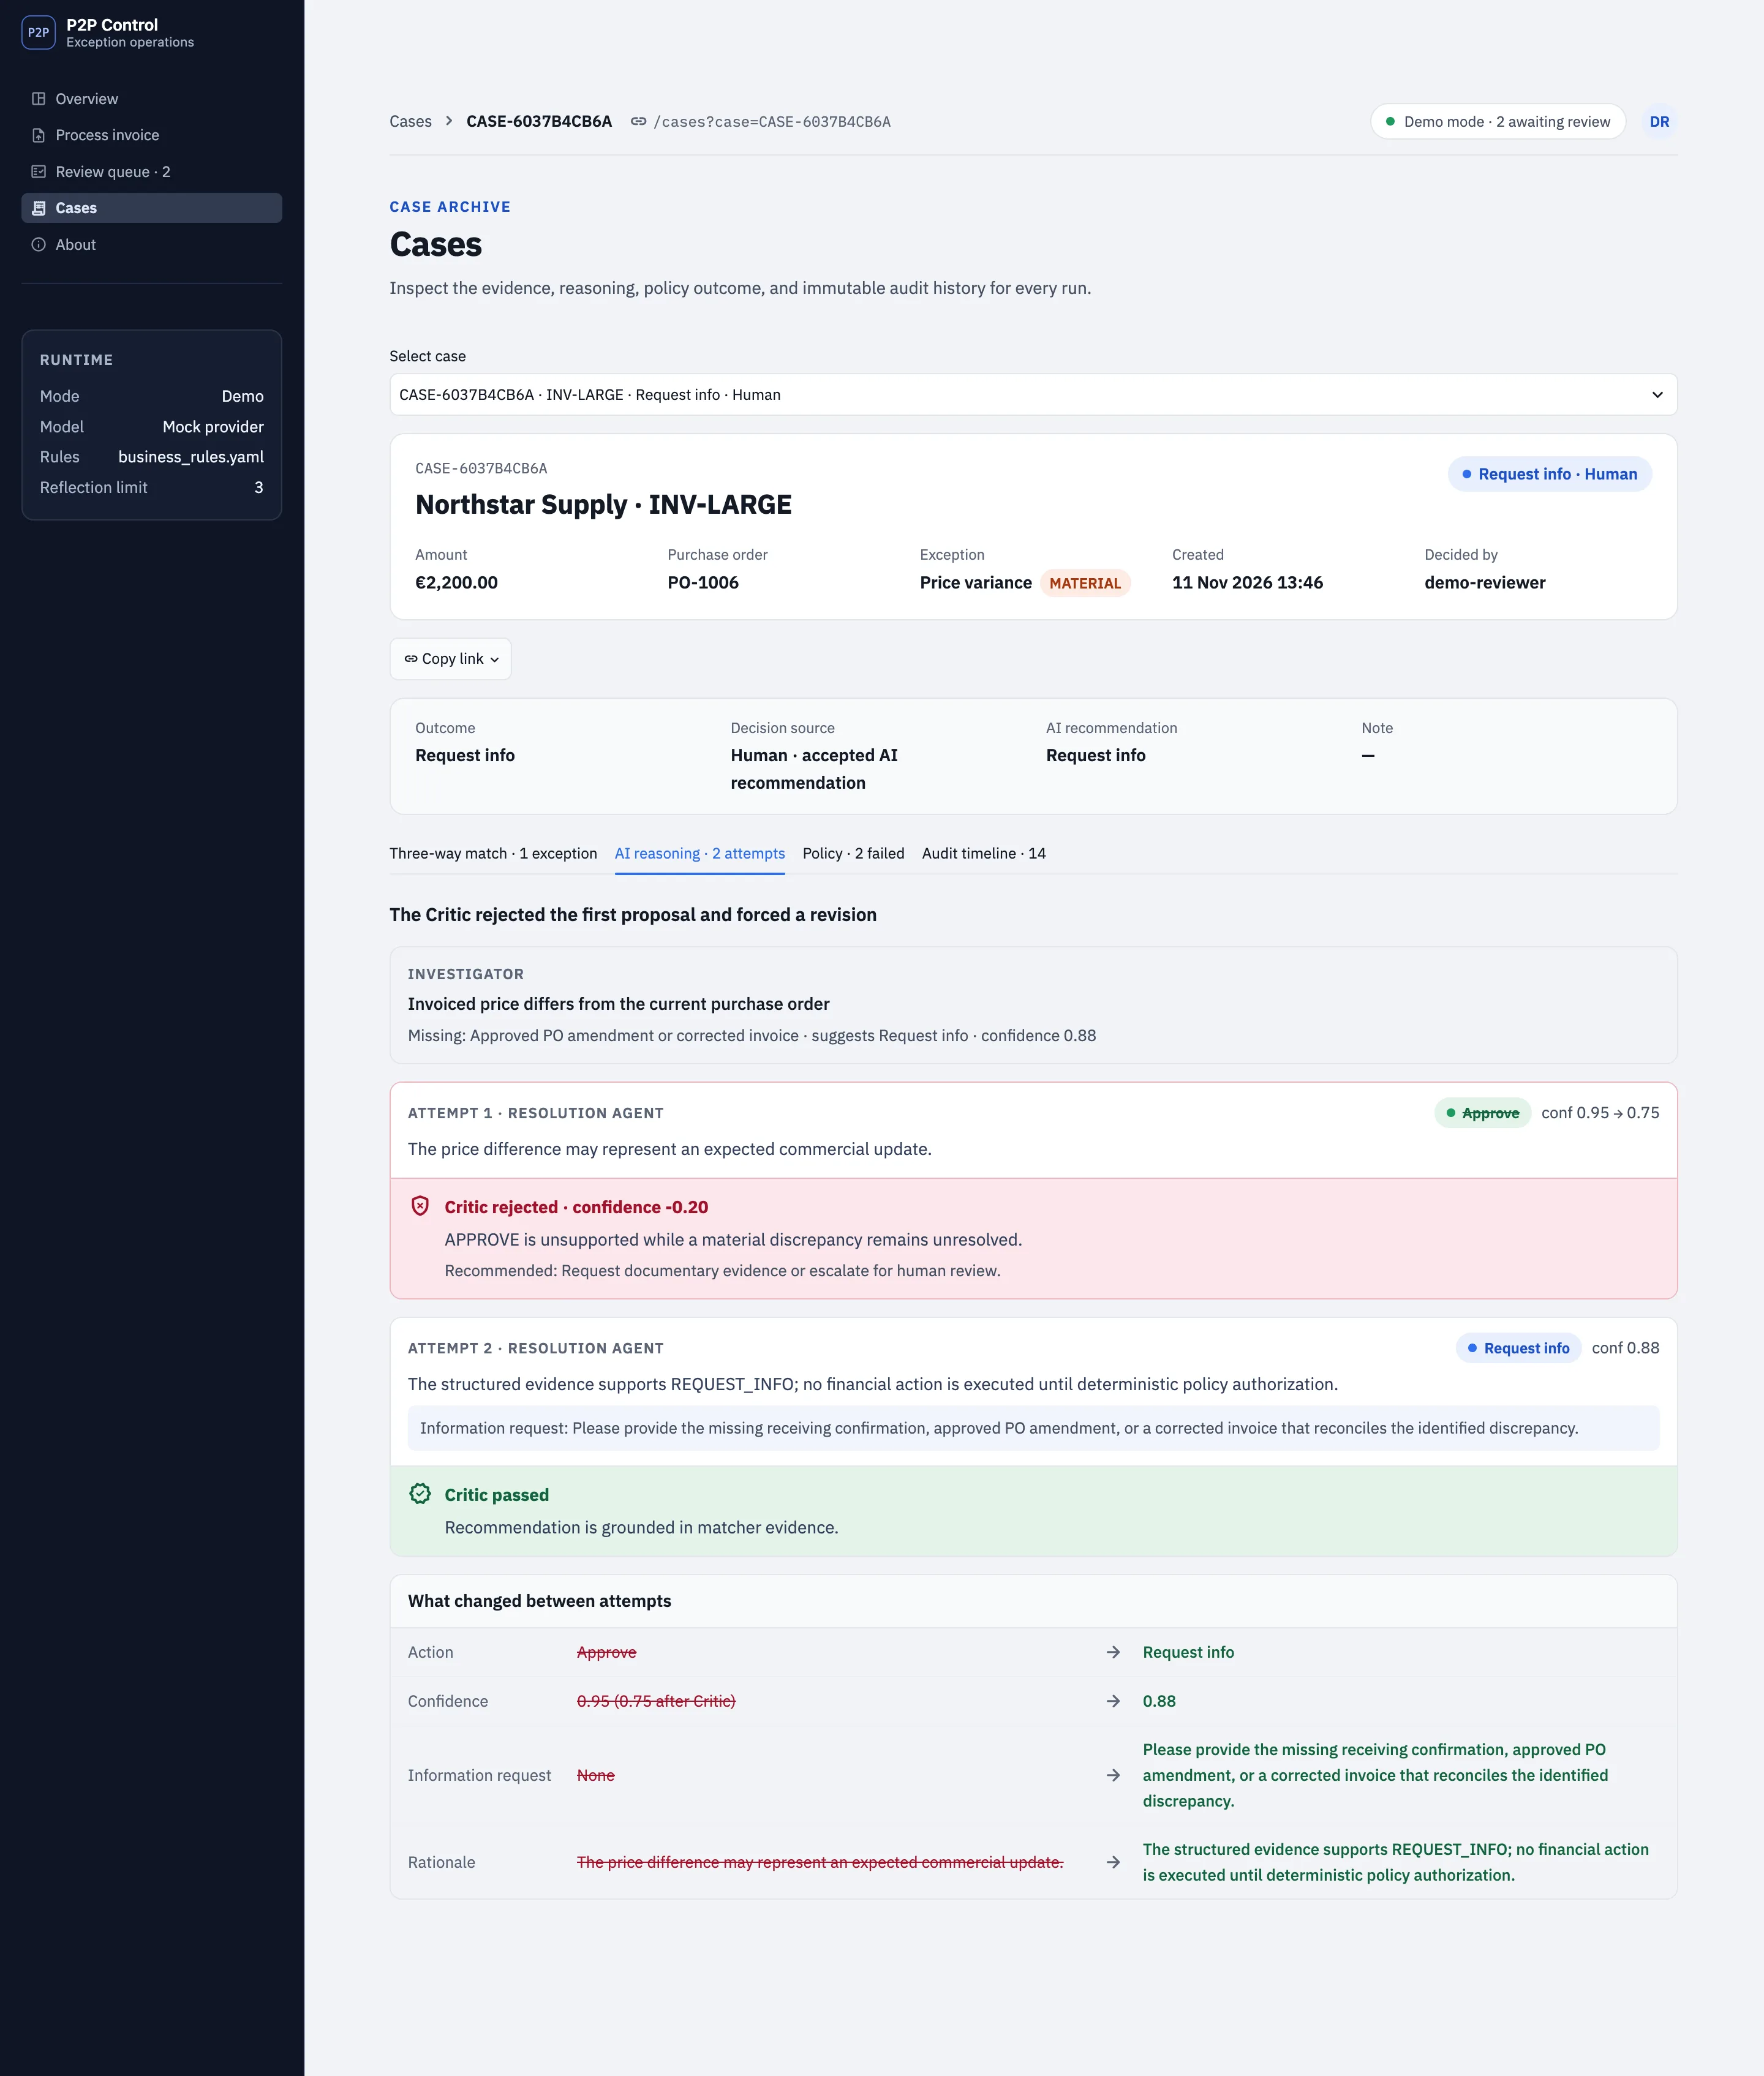 P2P
P2P Control
Exception operations
Overview
Process invoice
Review queue · 2
Cases
About
RUNTIME
Mode Demo
Model Mock provider
Rules business_rules.yaml
Reflection limit 3
Cases > CASE-6037B4CB6A /cases?case=CASE-6037B4CB6A
Demo mode · 2 awaiting review DR
CASE ARCHIVE
Cases
Inspect the evidence, reasoning, policy outcome, and immutable audit history for every run.
Select case
CASE-6037B4CB6A · INV-LARGE · Request info · Human
CASE-6037B4CB6A
Request info · Human
Northstar Supply · INV-LARGE
Amount Purchase order Exception Created Decided by
€2,200.00 PO-1006 Price variance MATERIAL 11 Nov 2026 13:46 demo-reviewer
Copy link
Outcome Decision source AI recommendation Note
Request info Human · accepted AI Request info —
recommendation
Three-way match · 1 exception AI reasoning · 2 attempts Policy · 2 failed Audit timeline · 14
The Critic rejected the first proposal and forced a revision
INVESTIGATOR
Invoiced price differs from the current purchase order
Missing: Approved PO amendment or corrected invoice · suggests Request info · confidence 0.88
ATTEMPT 1 · RESOLUTION AGENT Approve conf 0.95 → 0.75
The price difference may represent an expected commercial update.
Critic rejected · confidence -0.20
APPROVE is unsupported while a material discrepancy remains unresolved.
Recommended: Request documentary evidence or escalate for human review.
ATTEMPT 2 · RESOLUTION AGENT Request info conf 0.88
The structured evidence supports REQUEST_INFO; no financial action is executed until deterministic policy authorization.
Information request: Please provide the missing receiving confirmation, approved PO amendment, or a corrected invoice that reconciles the identified discrepancy.
Critic passed
Recommendation is grounded in matcher evidence.
What changed between attempts
Action Approve → Request info
Confidence 0.95 (0.75 after Critic) → 0.88
Information request None → Please provide the missing receiving confirmation, approved PO
amendment, or a corrected invoice that reconciles the identified
discrepancy.
Rationale The price difference may represent an expected commercial update. → The structured evidence supports REQUEST_INFO; no financial action
is executed until deterministic policy authorization.